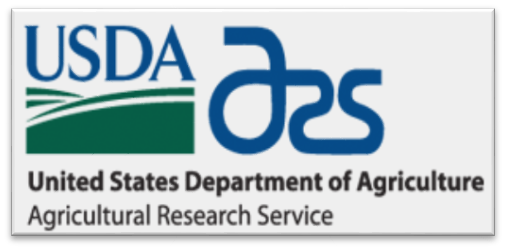 USDA ars
United States Department of Agriculture
Agricultural Research Service